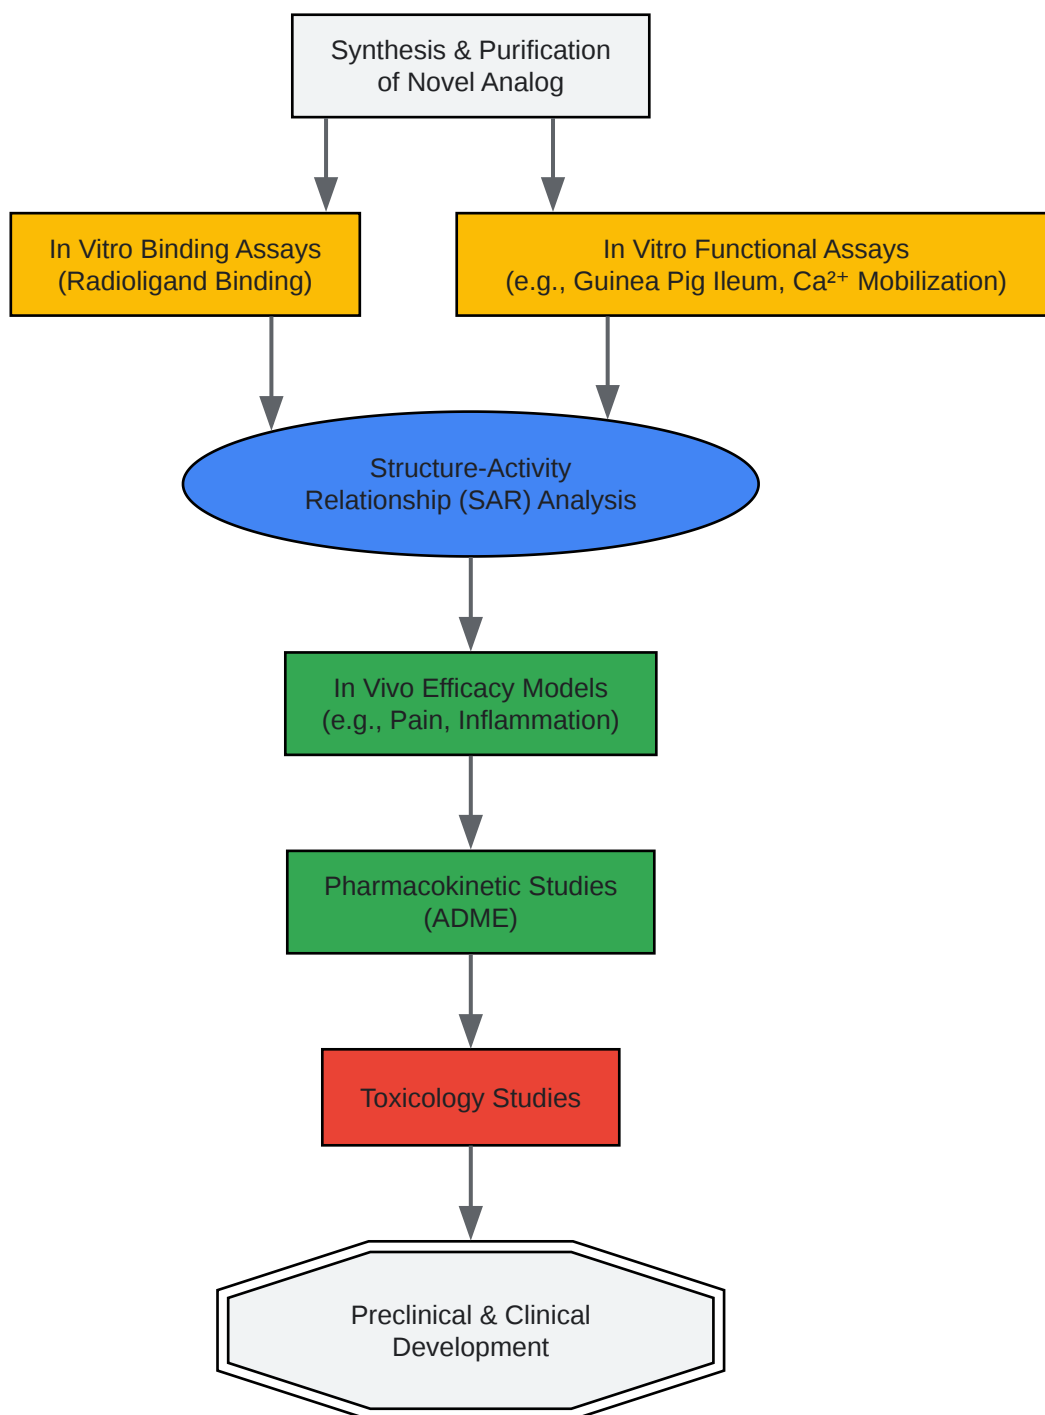 Synthesis & Purification
of Novel Analog
In Vitro Binding Assays
(Radioligand Binding)
In Vitro Functional Assays
(e.g., Guinea Pig Ileum, Ca²⁺ Mobilization)
Structure-Activity
Relationship (SAR) Analysis
In Vivo Efficacy Models
(e.g., Pain, Inflammation)
Pharmacokinetic Studies
(ADME)
Toxicology Studies
Preclinical & Clinical
Development